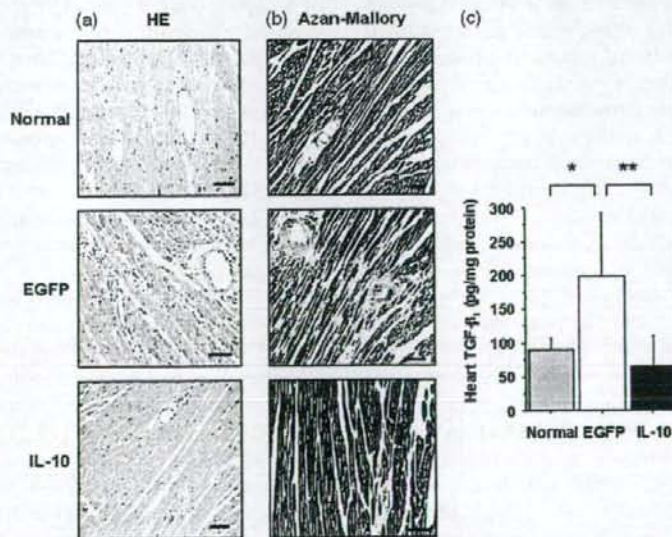 (a) HE (b) Azan-Mallory (c)
Normal
EGFP
IL-10
* **
Heart TGF-β₁ (pg/mg protein)
300
250
200
150
100
50
0
Normal EGFP IL-10